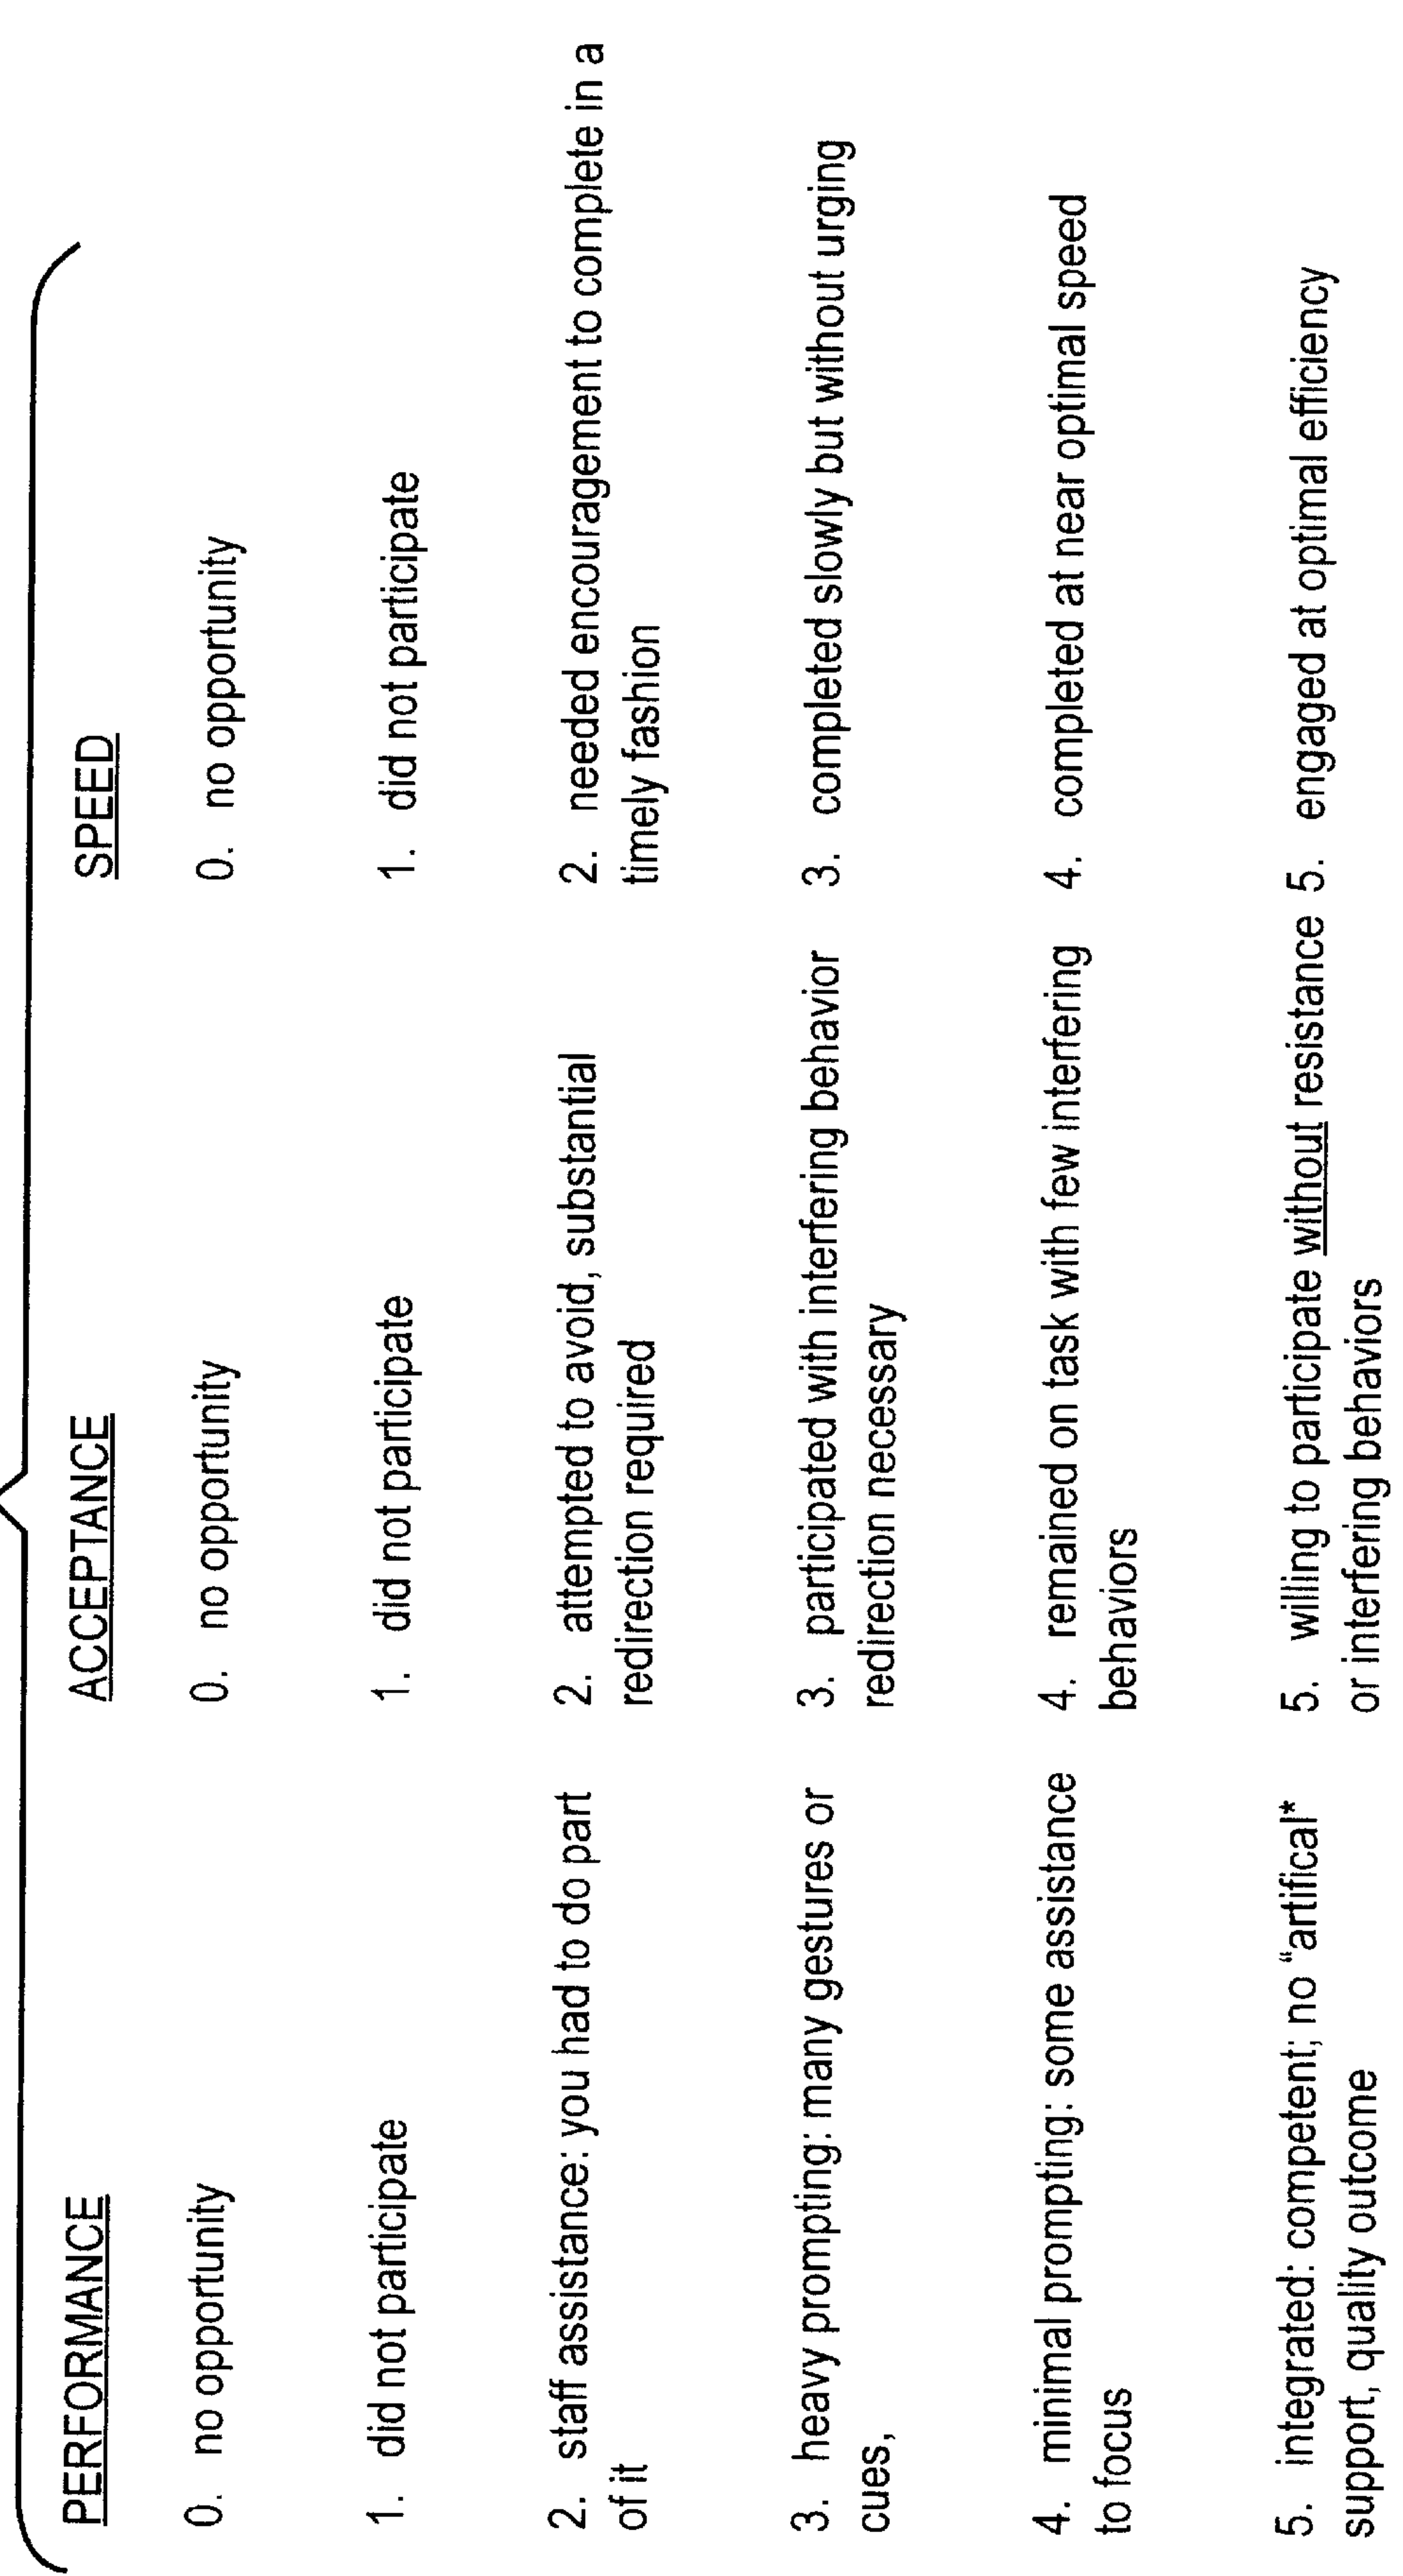 PERFORMANCE
0. no opportunity
1. did not participate
2. staff assistance: you had to do part
of it
3. heavy prompting: many gestures or
cues,
4. minimal prompting: some assistance
to focus
5. integrated: competent; no “artifical*
support, quality outcome
ACCEPTANCE
0. no opportunity
1. did not participate
2. attempted to avoid, substantial
redirection required
3. participated with interfering behavior
redirection necessary
4. remained on task with few interfering
behaviors
5. willing to participate without resistance
or interfering behaviors
SPEED
0. no opportunity
1. did not participate
2. needed encouragement to complete in a
timely fashion
3. completed slowly but without urging
4. completed at near optimal speed
5. engaged at optimal efficiency